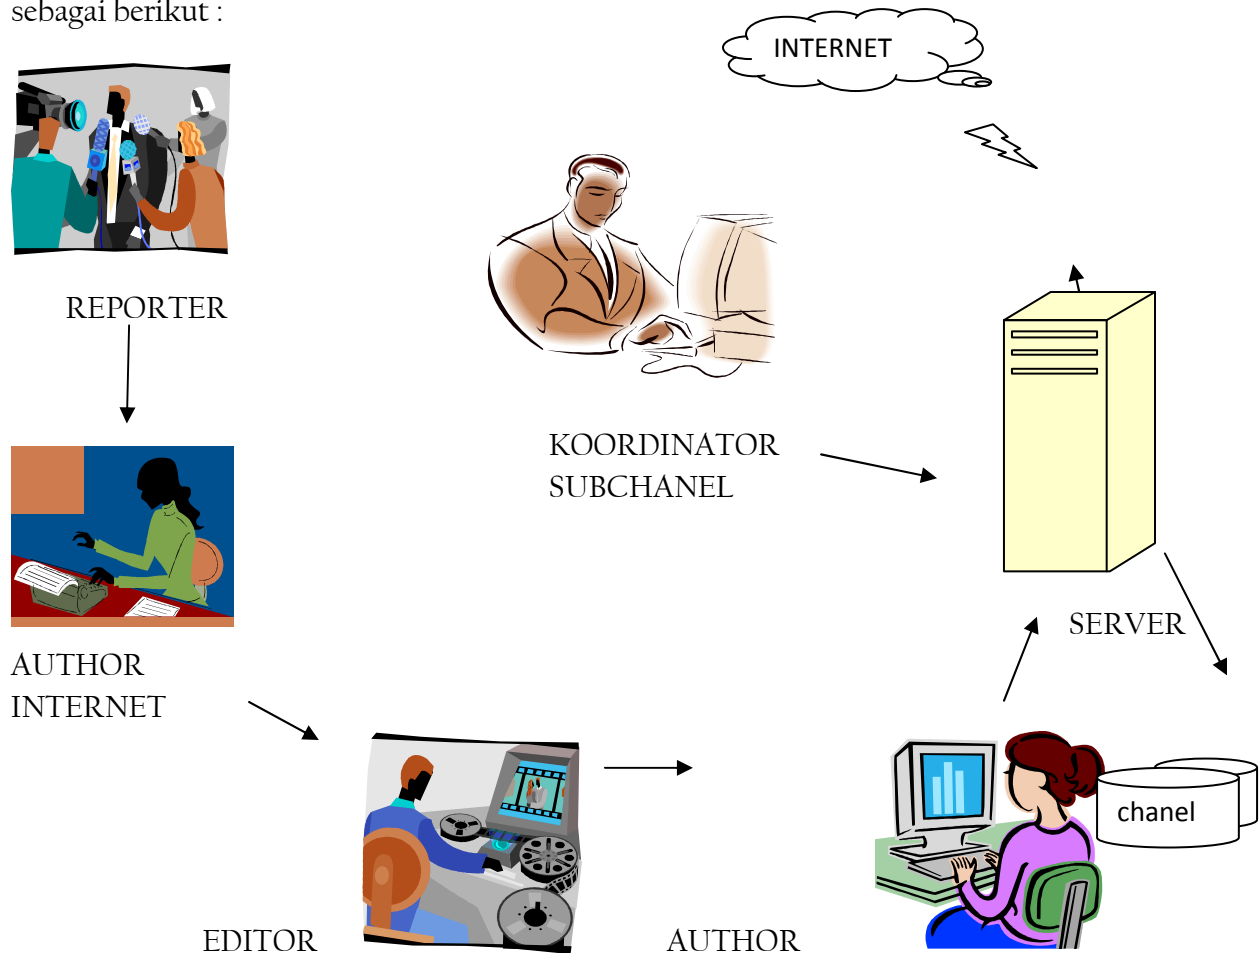 sebagai berikut :
INTERNET
REPORTER
KOORDINATOR
SUBCHANEL
SERVER
AUTHOR
INTERNET
chanel
EDITOR
AUTHOR